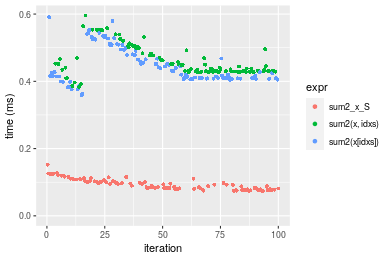 0.6
0.4
0.2
0.0
time (ms)
0
25
50
75
100
iteration
expr
sum2_x_S
sum2(x, idxs)
sum2(x[idxs])